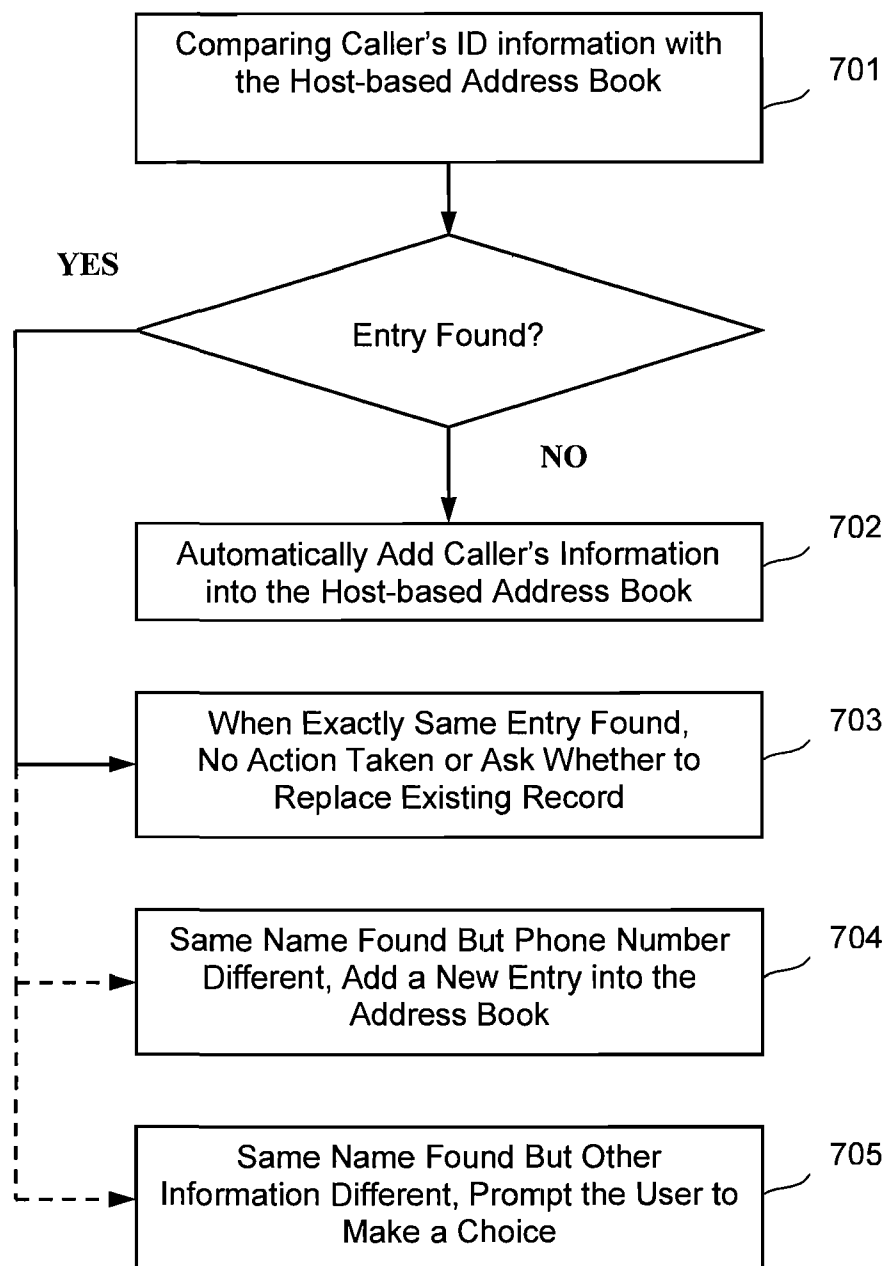 Comparing Caller's ID information with
the Host-based Address Book
701
YES
Entry Found?
NO
702
Automatically Add Caller's Information
into the Host-based Address Book
703
When Exactly Same Entry Found,
No Action Taken or Ask Whether to
Replace Existing Record
704
Same Name Found But Phone Number
Different, Add a New Entry into the
Address Book
705
Same Name Found But Other
Information Different, Prompt the User to
Make a Choice